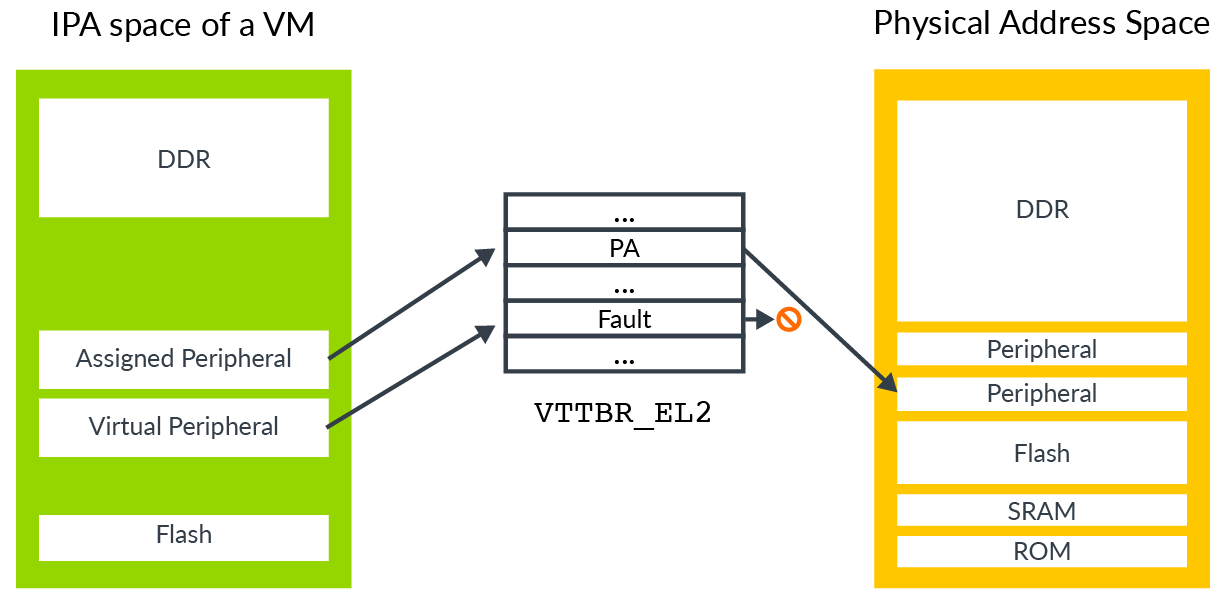 IPA space of a VM
DDR
Assigned Peripheral
Virtual Peripheral
Flash
...
PA
...
Fault
...
VTTBR_EL2
Physical Address Space
DDR
Peripheral
Peripheral
Flash
SRAM
ROM